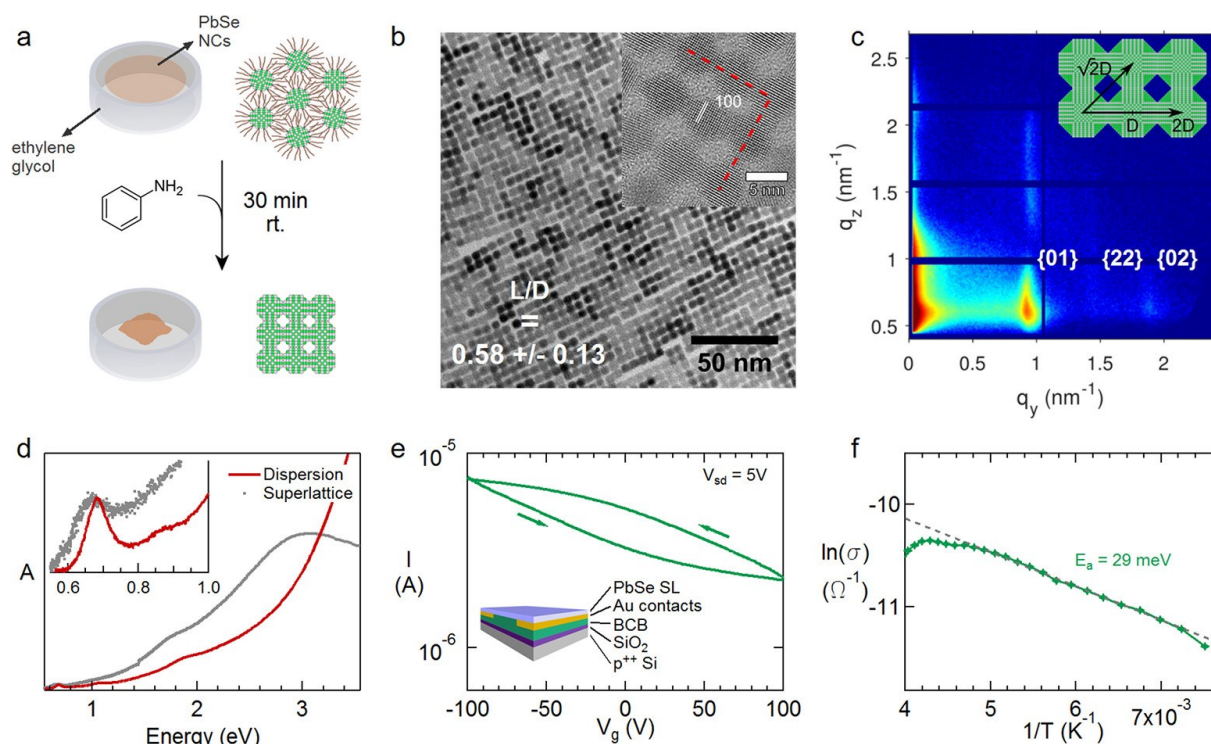 a
PbSe
NCs
ethylene
glycol
NH₂
30 min
rt.
b
100
5 nm
L/D
=
0.58 +/- 0.13
50 nm
c
2.5
2
1.5
1
0.5
q_z (nm⁻¹)
√2D
D
2D
{01}
{22}
{02}
0
0.5
1
1.5
2
q_y (nm⁻¹)
d
Dispersion
Superlattice
0.6
0.8
1.0
A
1
2
3
Energy (eV)
e
10⁻⁵
V_sd = 5V
I
(A)
10⁻⁶
PbSe SL
Au contacts
BCB
SiO₂
p⁺⁺ Si
-100
-50
0
50
100
V_g (V)
f
-10
ln(σ)
(Ω⁻¹)
-11
E_a = 29 meV
4
5
6
7x10⁻³
1/T (K⁻¹)